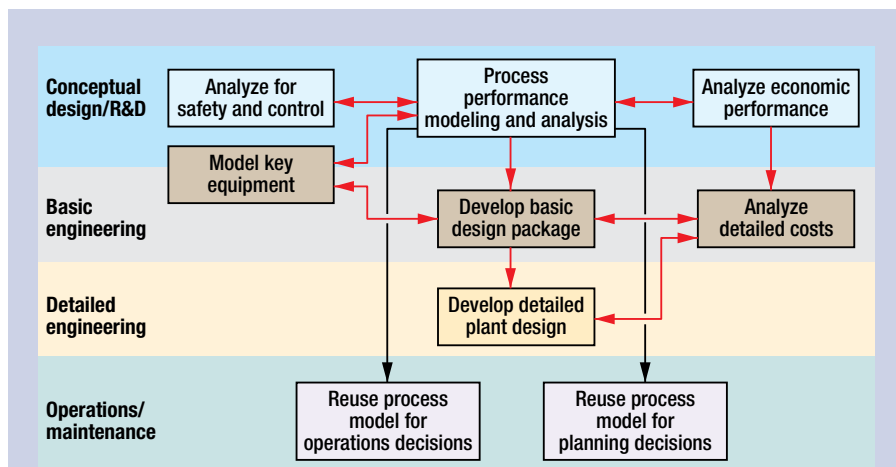 Conceptual
design/R&D
Analyze for
safety and control
Process
performance
modeling and analysis
Analyze economic
performance
Model key
equipment
Basic
engineering
Develop basic
design package
Analyze
detailed costs
Detailed
engineering
Develop detailed
plant design
Operations/
maintenance
Reuse process
model for
operations decisions
Reuse process
model for
planning decisions